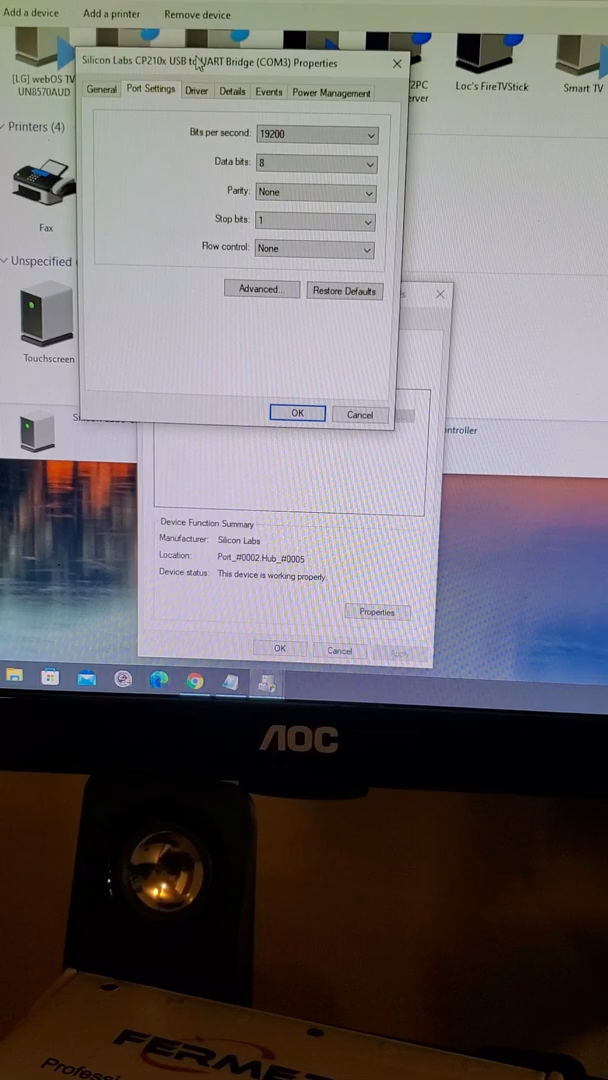 Add a device Add a printer Remove device
[LG] webOS TV
UN8570AUD
2PC
erver
Loc's FireTVStick
Smart TV
Silicon Labs CP210x USB to UART Bridge (COM3) Properties
General Port Settings Driver Details Events Power Management
Bits per second: 19200
Data bits: 8
Parity: None
Stop bits: 1
Flow control: None
Advanced... Restore Defaults
OK Cancel
Printers (4)
Fax
Unspecified
Touchscreen
ntroller
Device Function Summary
Manufacturer: Silicon Labs
Location: Port_#0002.Hub_#0005
Device status: This device is working properly.
Properties
OK Cancel
AOC
FERMET
Profess